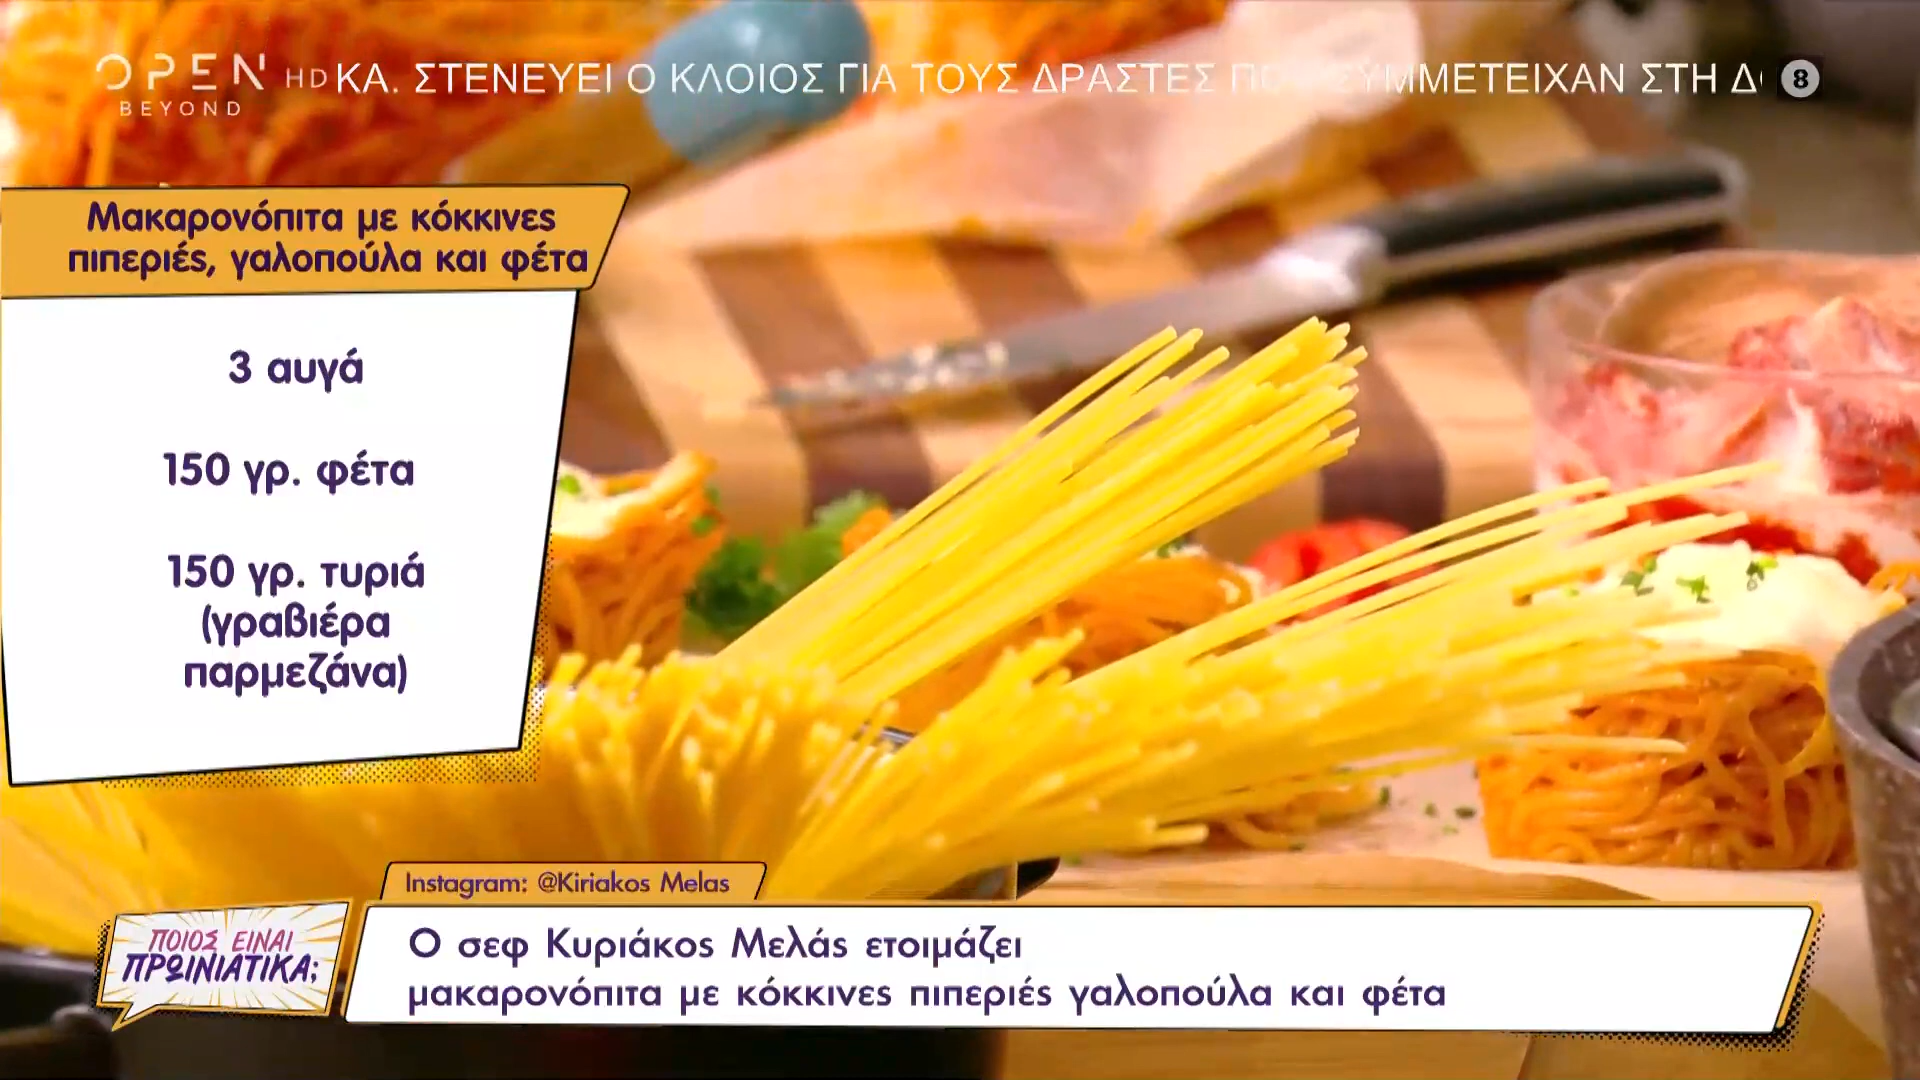 OPEN HD
BEYOND
ΚΑ. ΣΤΕΝΕΥΕΙ Ο ΚΛΟΙΟΣ ΓΙΑ ΤΟΥΣ ΔΡΑΣΤΕΣ ΣΥΜΜΕΤΕΙΧΑΝ ΣΤΗ
8
Μακαρονόπιτα με κόκκινες
πιπεριές, γαλοπούλα και φέτα
3 αυγά
150 γρ. φέτα
150 γρ. τυριά
(γραβιέρα
παρμεζάνα)
Instagram: @Kiriakos Melas
ΠΟΙΟΣ ΕΙΝΑΙ
ΠΡΩΙΝΙΑΤΙΚΑ;
Ο σεφ Κυριάκος Μελάς ετοιμάζει
μακαρονόπιτα με κόκκινες πιπεριές γαλοπούλα και φέτα